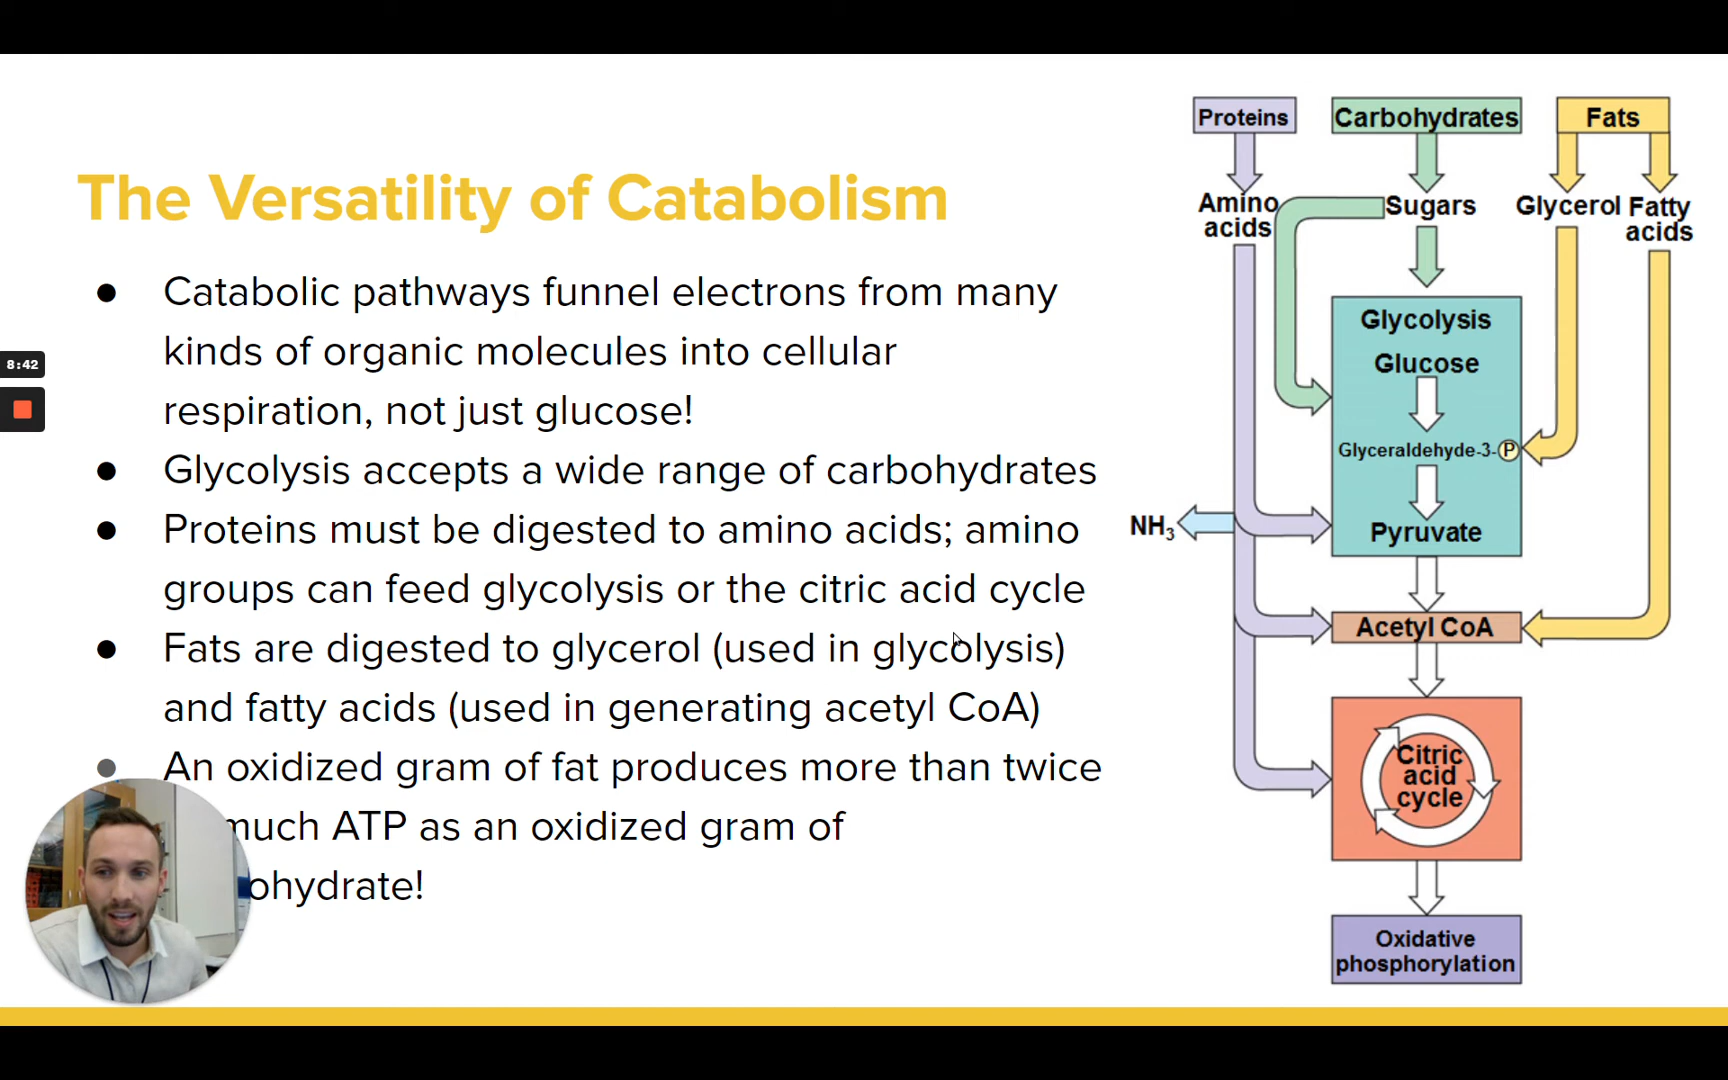 The Versatility of Catabolism
● Catabolic pathways funnel electrons from many
kinds of organic molecules into cellular
respiration, not just glucose!
● Glycolysis accepts a wide range of carbohydrates
● Proteins must be digested to amino acids; amino
groups can feed glycolysis or the citric acid cycle
● Fats are digested to glycerol (used in glycolysis)
and fatty acids (used in generating acetyl CoA)
● An oxidized gram of fat produces more than twice
much ATP as an oxidized gram of
ohydrate!
8:42
Proteins
Carbohydrates
Fats
Amino
acids
Sugars
Glycerol
Fatty
acids
Glycolysis
Glucose
Glyceraldehyde-3- P
NH₃
Pyruvate
Acetyl CoA
Citric
acid
cycle
Oxidative
phosphorylation